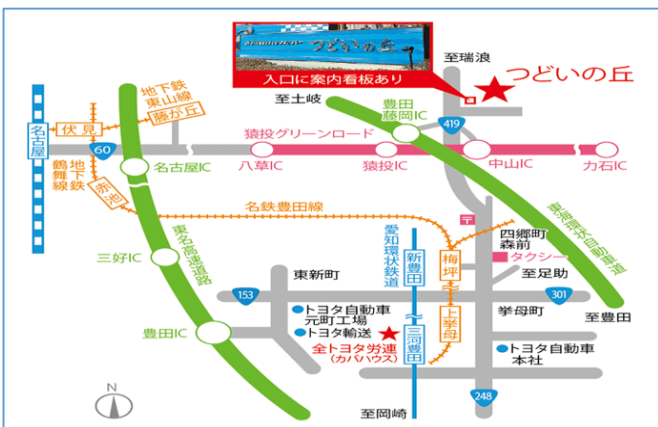 つどいの丘
入口に案内看板あり
至瑞浪
つどいの丘
至土岐
豊田
藤岡IC
419
地下鉄
東山線
藤が丘
伏見
名古屋
60
猿投グリーンロード
名古屋IC
八草IC
猿投IC
中山IC
力石IC
地下鉄
鶴舞線
赤池
名鉄豊田線
東海環状自動車道
〒
四郷町
森前
タクシー
至足助
愛知環状鉄道
新豊田
梅坪
三好IC
東名高速道路
東新町
153
301
挙母町
至豊田
トヨタ自動車
元町工場
トヨタ輸送
全トヨタ労連
(カバハウス)
三河豊田
上挙母
豊田IC
トヨタ自動車
本社
248
至岡崎
N